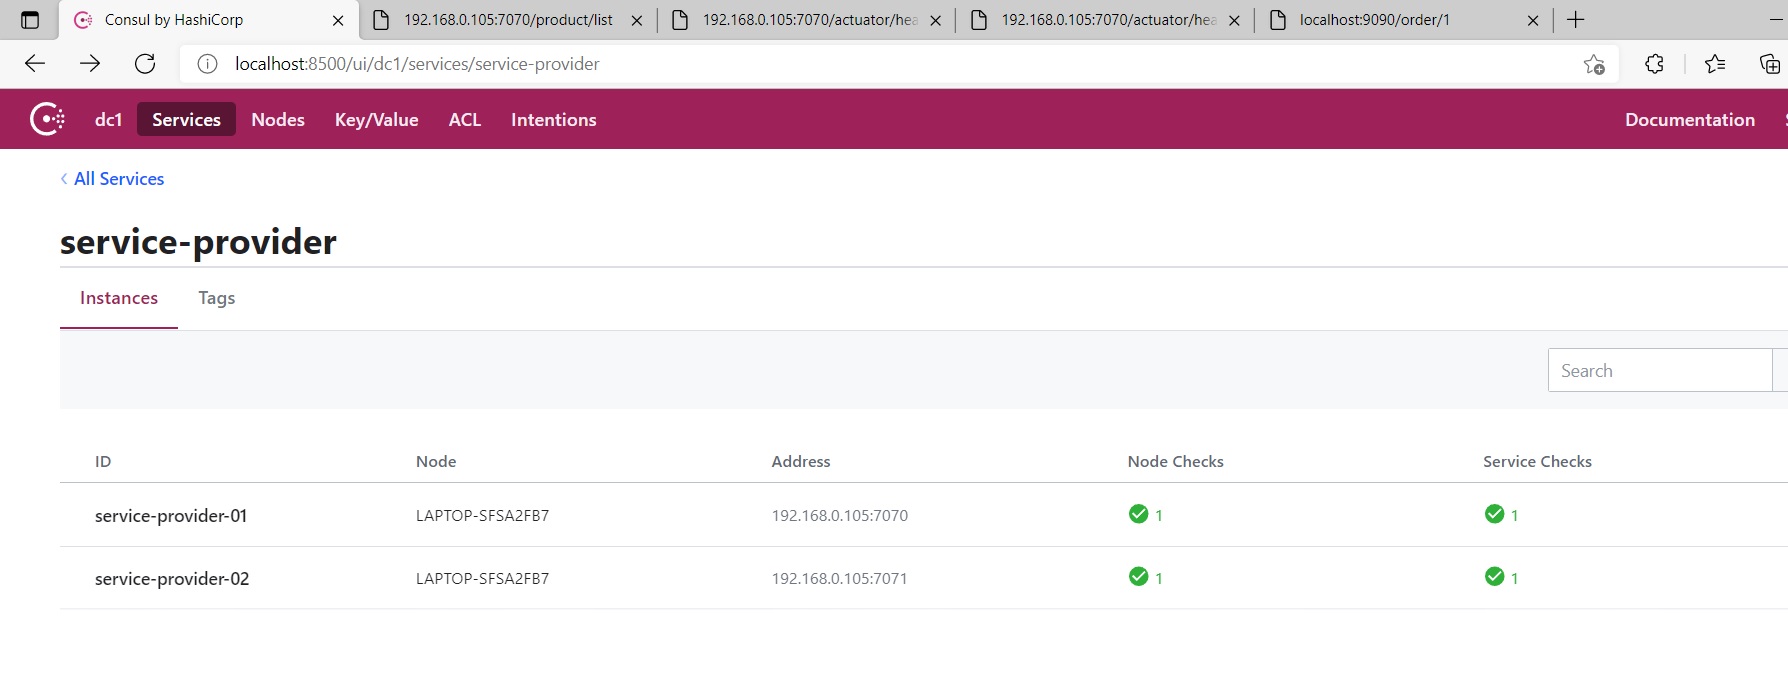 Consul by HashiCorp
192.168.0.105:7070/product/list
192.168.0.105:7070/actuator/hea
192.168.0.105:7070/actuator/hea
localhost:9090/order/1
localhost:8500/ui/dc1/services/service-provider
dc1 Services Nodes Key/Value ACL Intentions Documentation
All Services
service-provider
Instances Tags
Search
ID Node Address Node Checks Service Checks
service-provider-01 LAPTOP-SFSA2FB7 192.168.0.105:7070 1 1
service-provider-02 LAPTOP-SFSA2FB7 192.168.0.105:7071 1 1